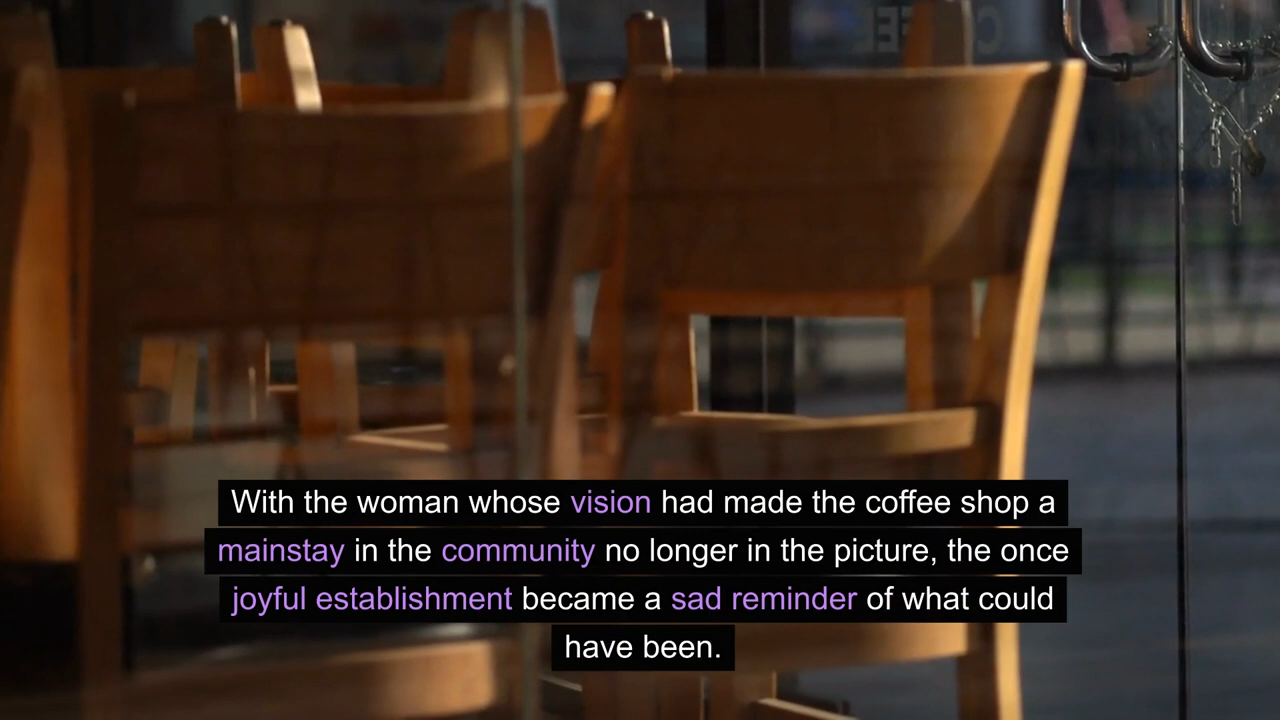 With the woman whose vision had made the coffee shop a
mainstay in the community no longer in the picture, the once
joyful establishment became a sad reminder of what could
have been.